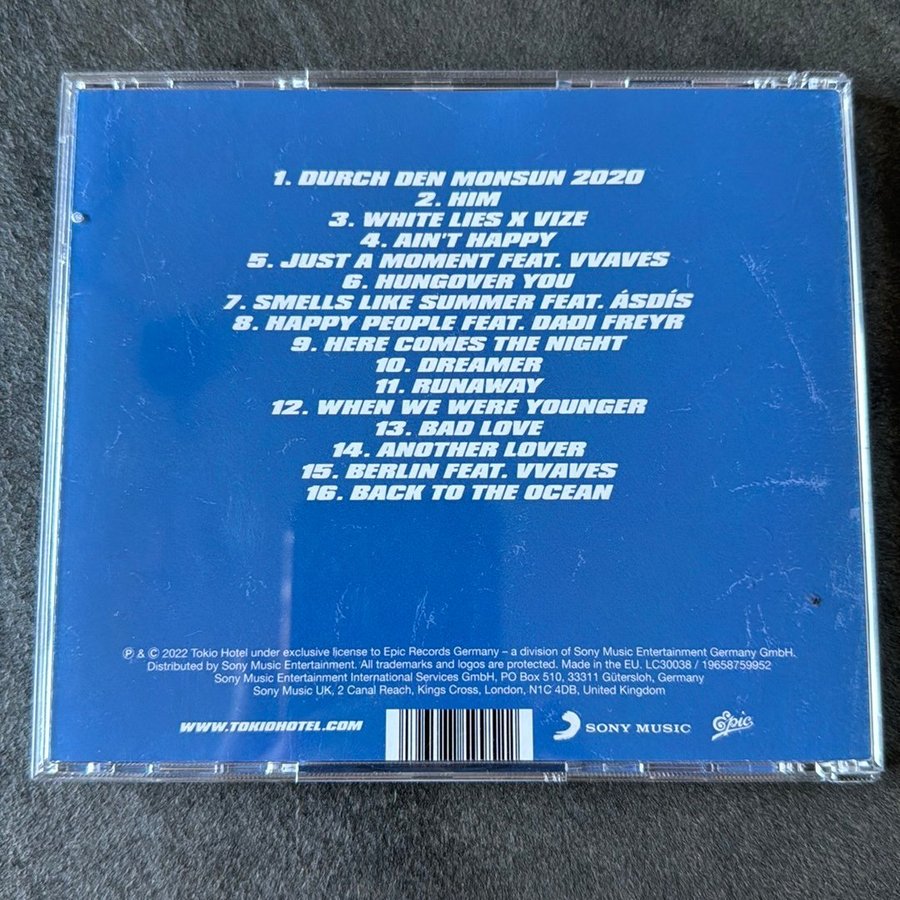 1. DURCH DEN MONSUN 2020
2. HIM
3. WHITE LIES X VIZE
4. AIN'T HAPPY
5. JUST A MOMENT FEAT. VVAVES
6. HUNGOVER YOU
7. SMELLS LIKE SUMMER FEAT. ÁSDÍS
8. HAPPY PEOPLE FEAT. DAÐI FREYR
9. HERE COMES THE NIGHT
10. DREAMER
11. RUNAWAY
12. WHEN WE WERE YOUNGER
13. BAD LOVE
14. ANOTHER LOVER
15. BERLIN FEAT. VVAVES
16. BACK TO THE OCEAN
℗ & © 2022 Tokio Hotel under exclusive license to Epic Records Germany – a division of Sony Music Entertainment Germany GmbH.
Distributed by Sony Music Entertainment. All trademarks and logos are protected. Made in the EU. LC30038 / 19658759952
Sony Music Entertainment International Services GmbH, PO Box 510, 33311 Gütersloh, Germany
Sony Music UK, 2 Canal Reach, Kings Cross, London, N1C 4DB, United Kingdom
WWW.TOKIOHOTEL.COM
SONY MUSIC
Epic